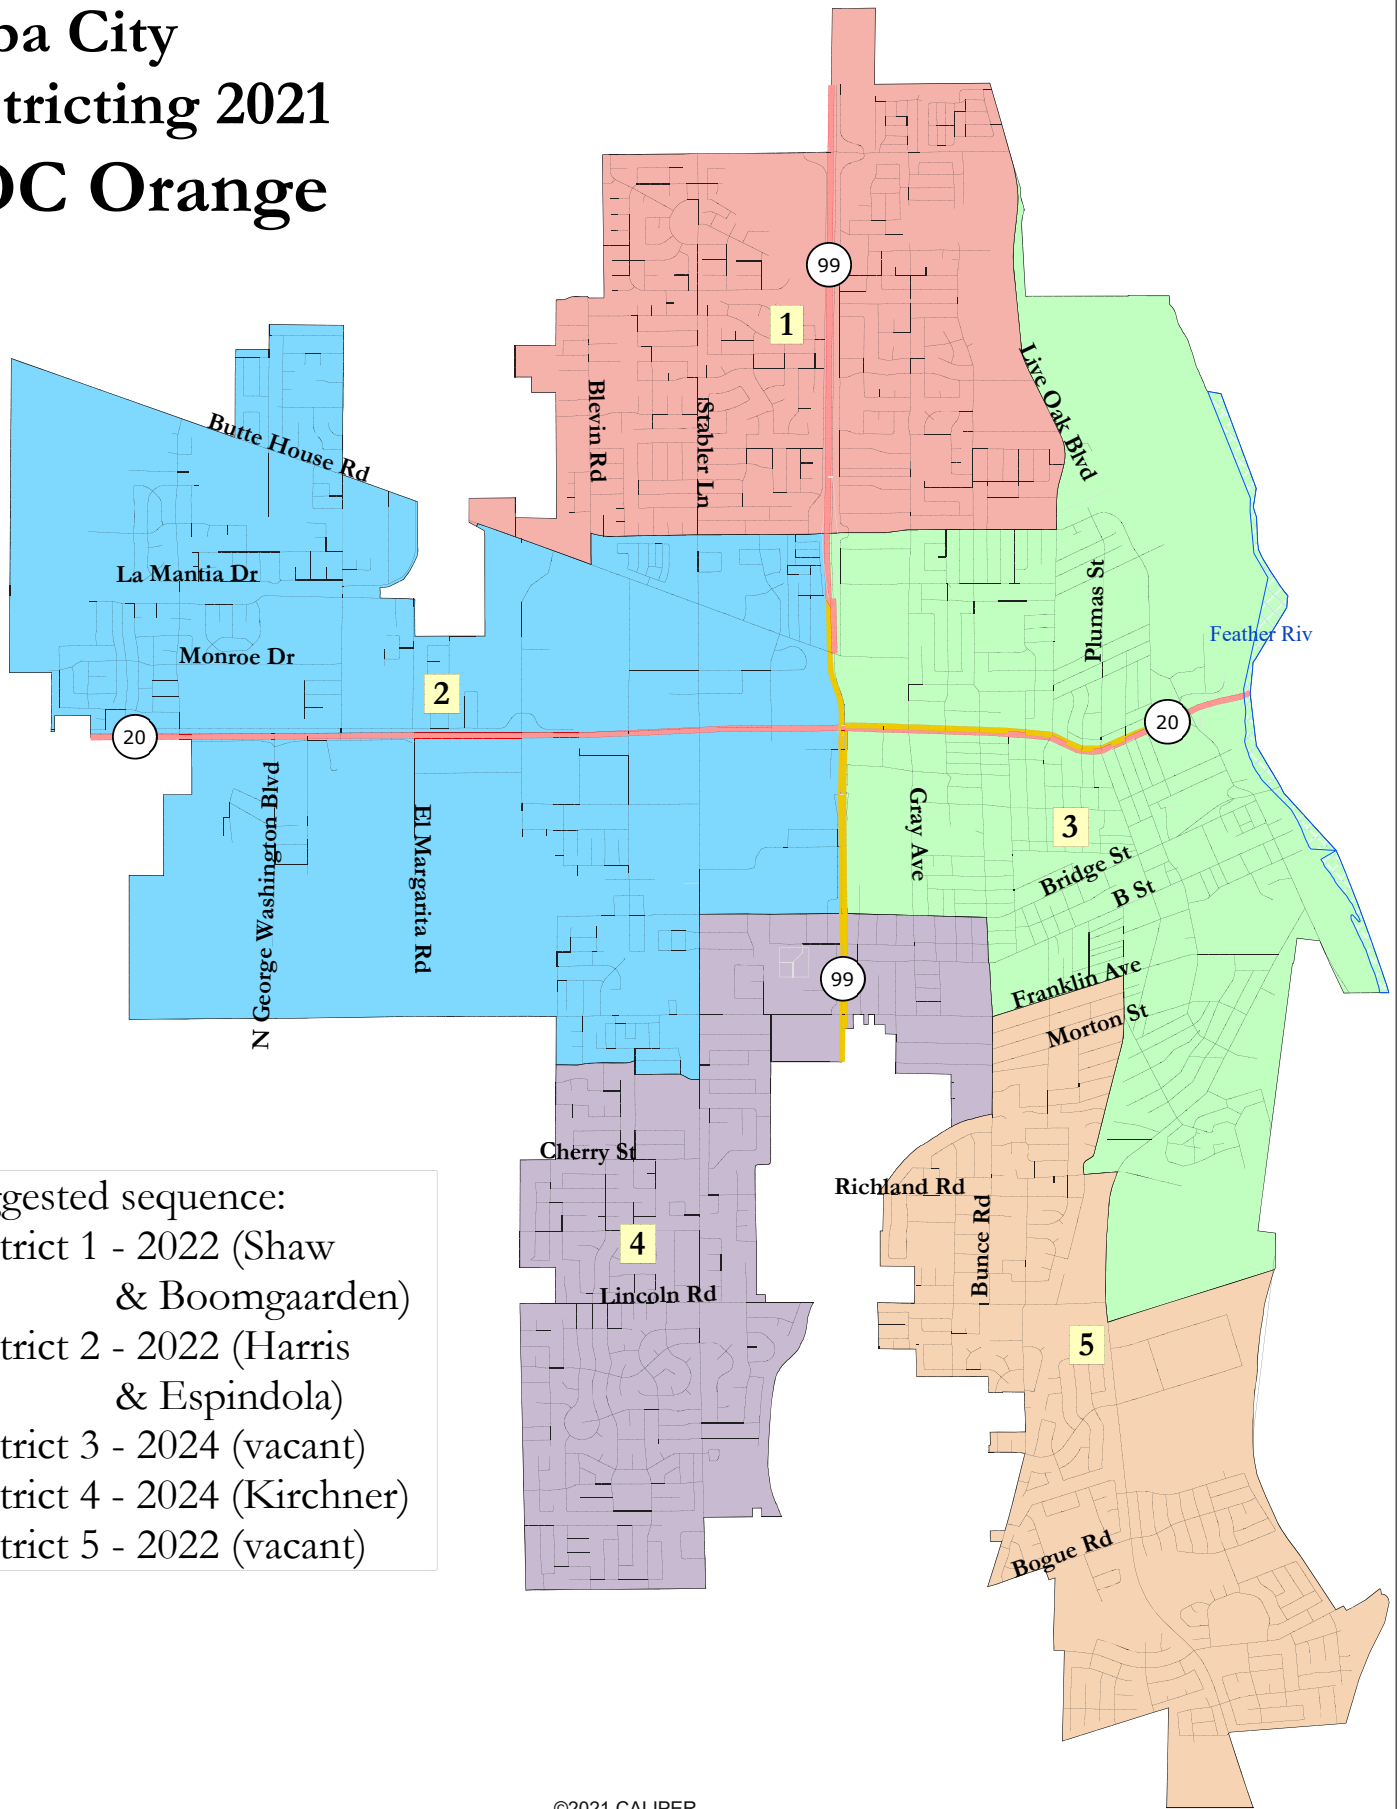 ba City
tricting 2021
DC Orange
99
1
Live Oak Blvd
Blevin Rd
Stabler Ln
Butte House Rd
La Mantia Dr
Plumas St
Feather Riv
Monroe Dr
2
20
20
N George Washington Blvd
El Margarita Rd
Gray Ave
3
Bridge St
B St
99
Franklin Ave
Morton St
Cherry St
Richland Rd
Bunce Rd
4
Lincoln Rd
5
Bogue Rd
ggested sequence:
trict 1 - 2022 (Shaw
& Boomgaarden)
trict 2 - 2022 (Harris
& Espindola)
trict 3 - 2024 (vacant)
trict 4 - 2024 (Kirchner)
trict 5 - 2022 (vacant)
©2021 CALIPER